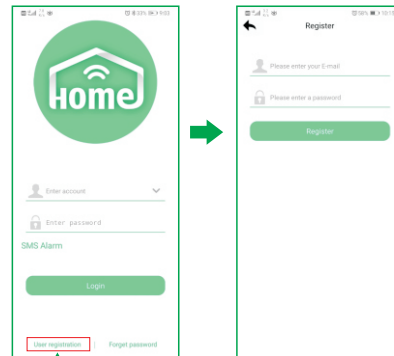 Home
Enter account
Enter password
SMS Alarm
Login
User registration | Forget password
Register
Please enter your E-mail
Please enter a password
Register